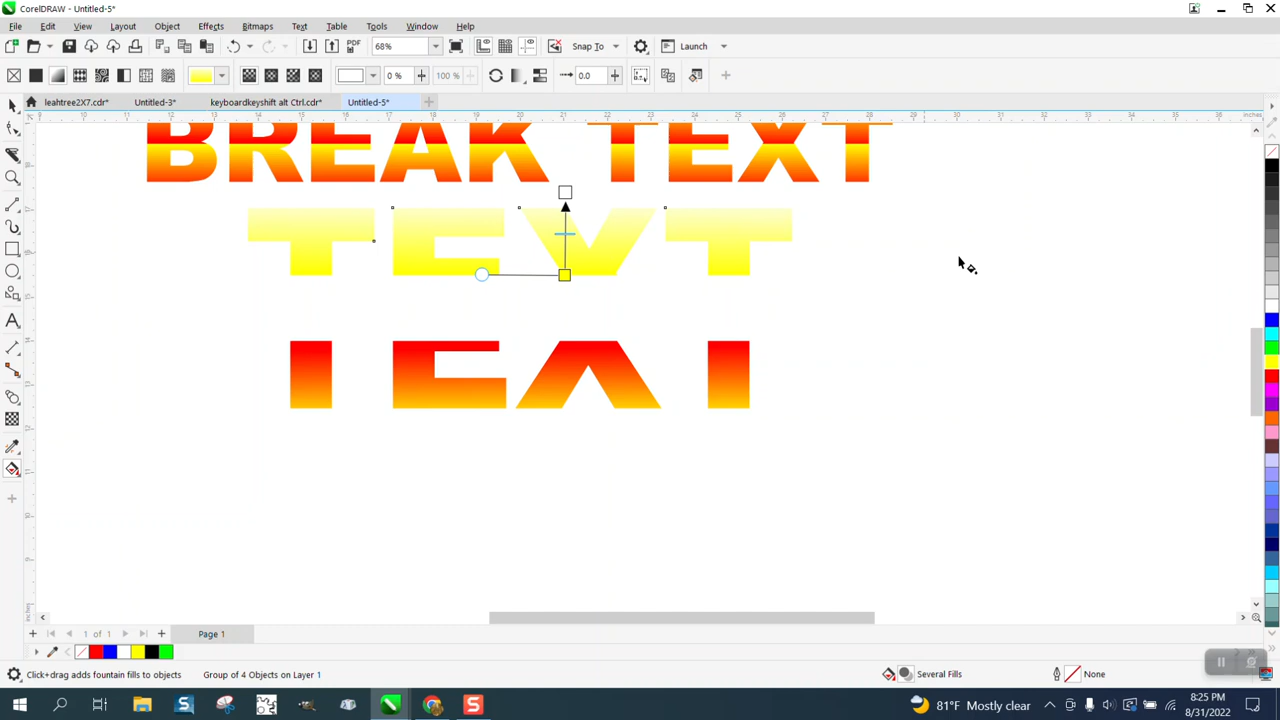 CorelDRAW - Untitled-5*
File Edit View Layout Object Effects Bitmaps Text Table Tools Window Help
PDF 68% Snap To Launch
0 % 100 % 0.0
leahtree2X7.cdr* Untitled-3* keyboardkeyshift alt Ctrl.cdr* Untitled-5*
inches
BREAK TEXT
TEXT
TEXT
1 of 1 Page 1
Click+drag adds fountain fills to objects Group of 4 Objects on Layer 1 Several Fills None
81°F Mostly clear 8:25 PM
8/31/2022